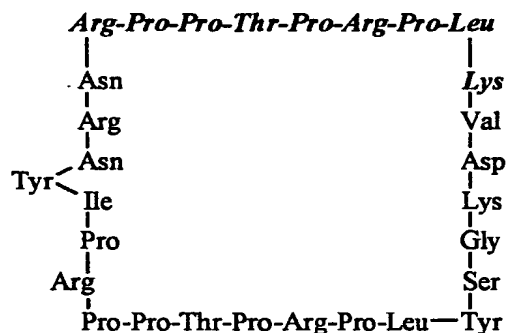 Arg-Pro-Pro-Thr-Pro-Arg-Pro-Leu
Asn Lys
Arg Val
Asn Asp
Tyr
Ile Lys
Pro Gly
Arg Ser
Pro-Pro-Thr-Pro-Arg-Pro-Leu—Tyr